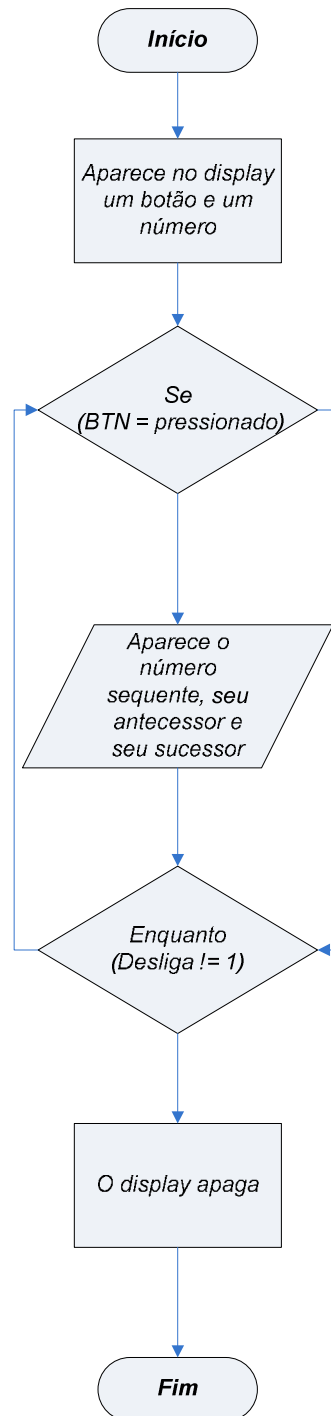 Início
Aparece no display
um botão e um
número
Se
(BTN = pressionado)
Aparece o
número
sequente, seu
antecessor e
seu sucessor
Enquanto
(Desliga != 1)
O display apaga
Fim